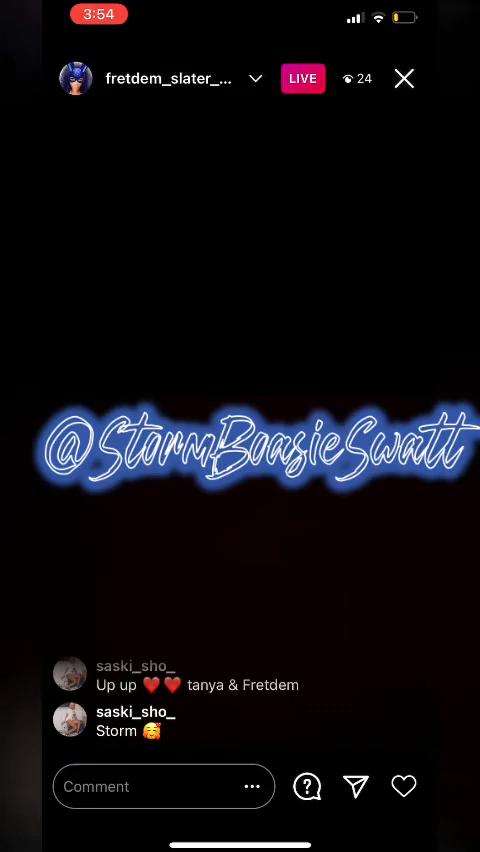 3:54
fretdem_slater_...
LIVE
24
@StormBoasieSwatt
saski_sho_
Up up ❤️❤️ tanya & Fretdem
saski_sho_
Storm 🥰
Comment